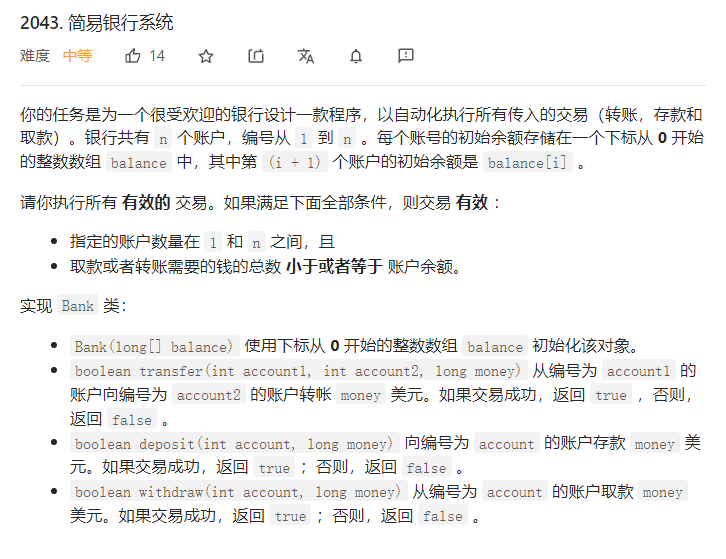 2043. 简易银行系统
难度 中等 14
你的任务是为一个很受欢迎的银行设计一款程序，以自动化执行所有传入的交易（转账，存款和
取款）。银行共有 n 个账户，编号从 1 到 n 。每个账号的初始余额存储在一个下标从 0 开始
的整数数组 balance 中，其中第 (i + 1) 个账户的初始余额是 balance[i] 。
请你执行所有 有效的 交易。如果满足下面全部条件，则交易 有效 ：
• 指定的账户数量在 1 和 n 之间，且
• 取款或者转账需要的钱的总数 小于或者等于 账户余额。
实现 Bank 类：
• Bank(long[] balance) 使用下标从 0 开始的整数数组 balance 初始化该对象。
• boolean transfer(int account1, int account2, long money) 从编号为 account1 的
账户向编号为 account2 的账户转帐 money 美元。如果交易成功，返回 true ，否则，
返回 false 。
• boolean deposit(int account, long money) 向编号为 account 的账户存款 money 美
元。如果交易成功，返回 true ；否则，返回 false 。
• boolean withdraw(int account, long money) 从编号为 account 的账户取款 money
美元。如果交易成功，返回 true ；否则，返回 false 。